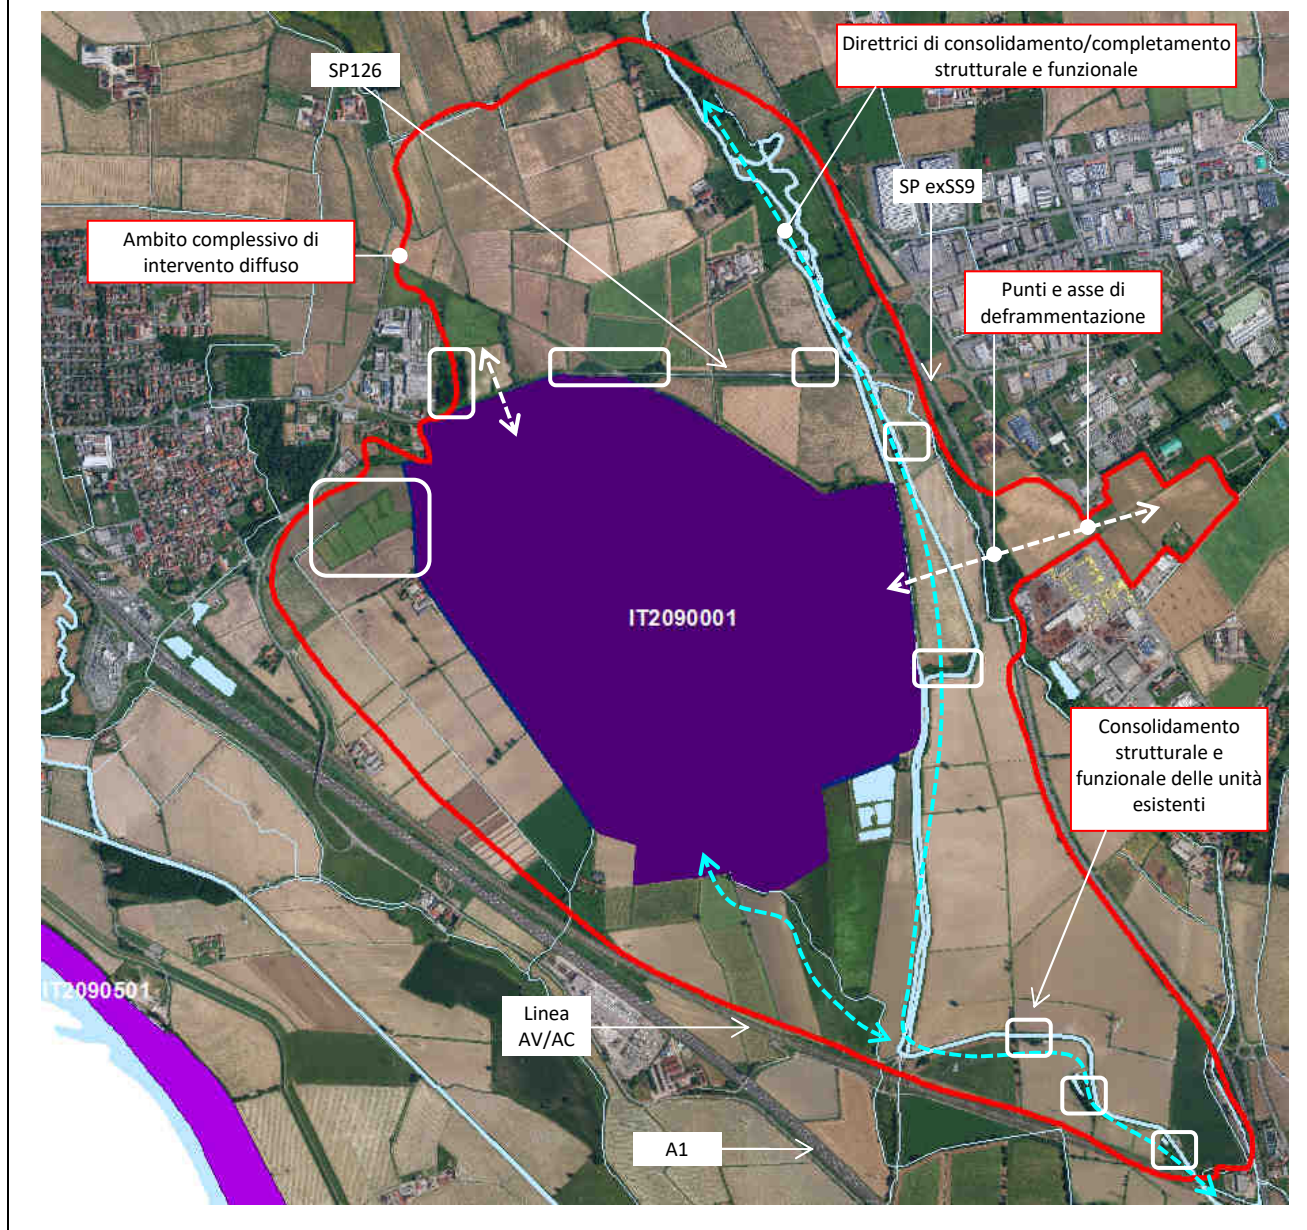 Direttrici di consolidamento/completamento
strutturale e funzionale
SP126
SP exSS9
Ambito complessivo di
intervento diffuso
Punti e asse di
deframmentazione
IT2090001
Consolidamento
strutturale e
funzionale delle unità
esistenti
IT2090501
Linea
AV/AC
A1